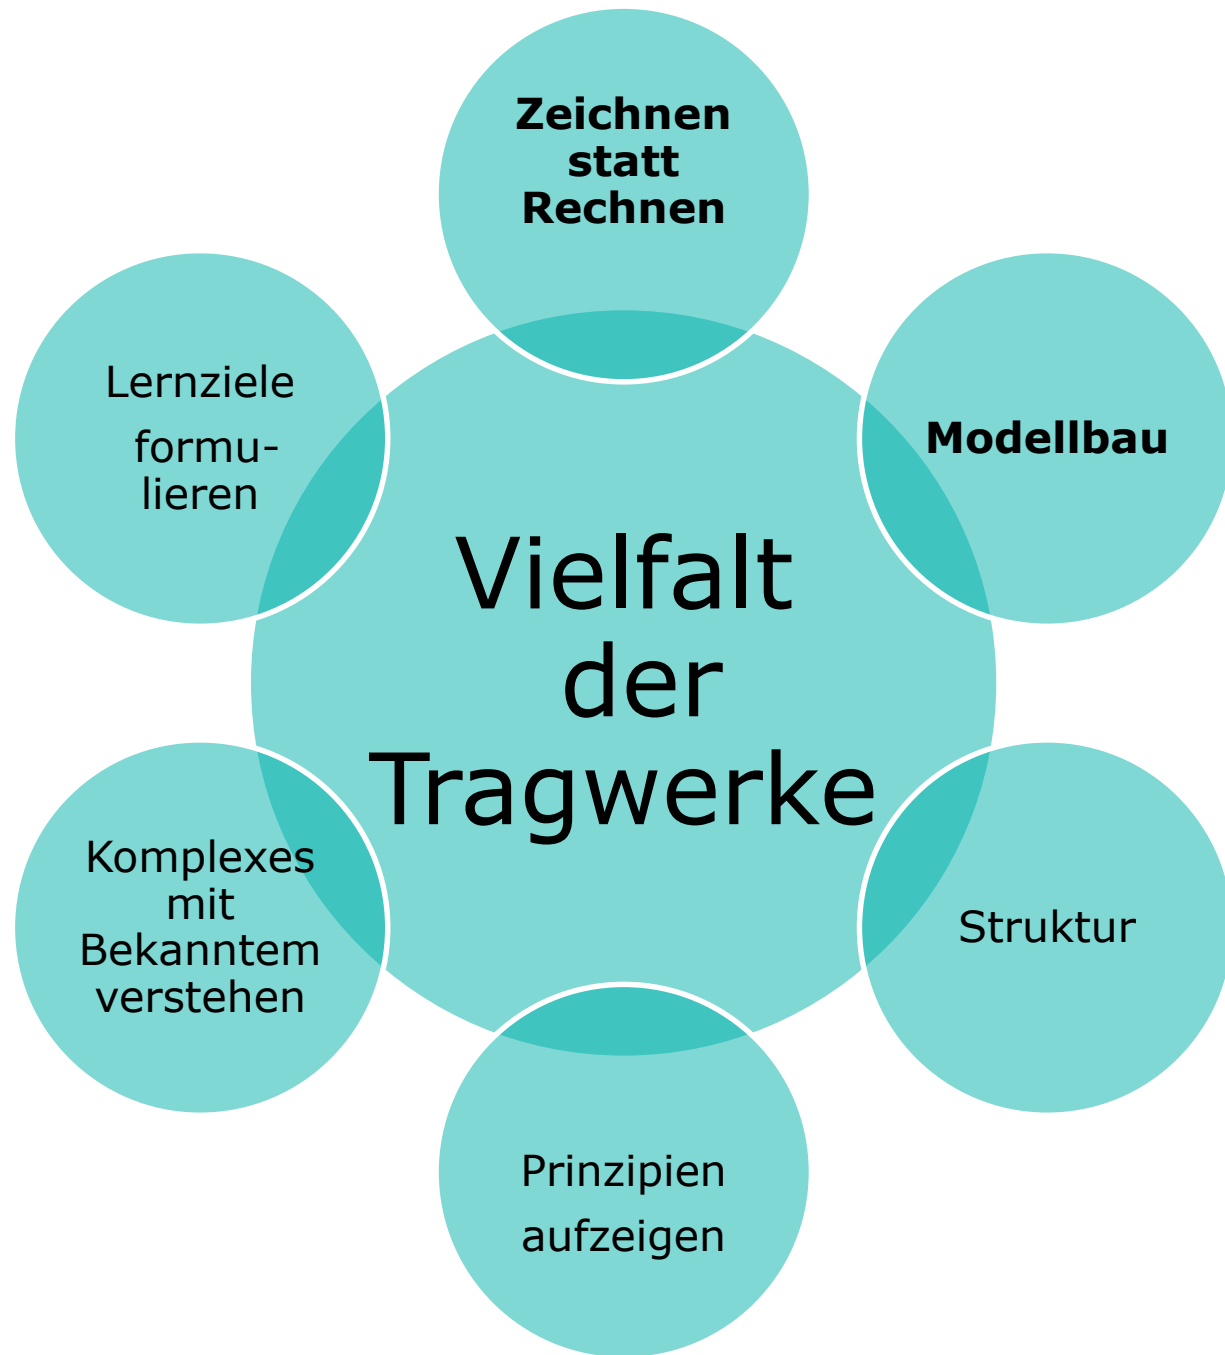 Zeichnen
statt
Rechnen
Lernziele
formu-
lieren
Modellbau
Vielfalt
der
Tragwerke
Komplexes
mit
Bekanntem
verstehen
Struktur
Prinzipien
aufzeigen